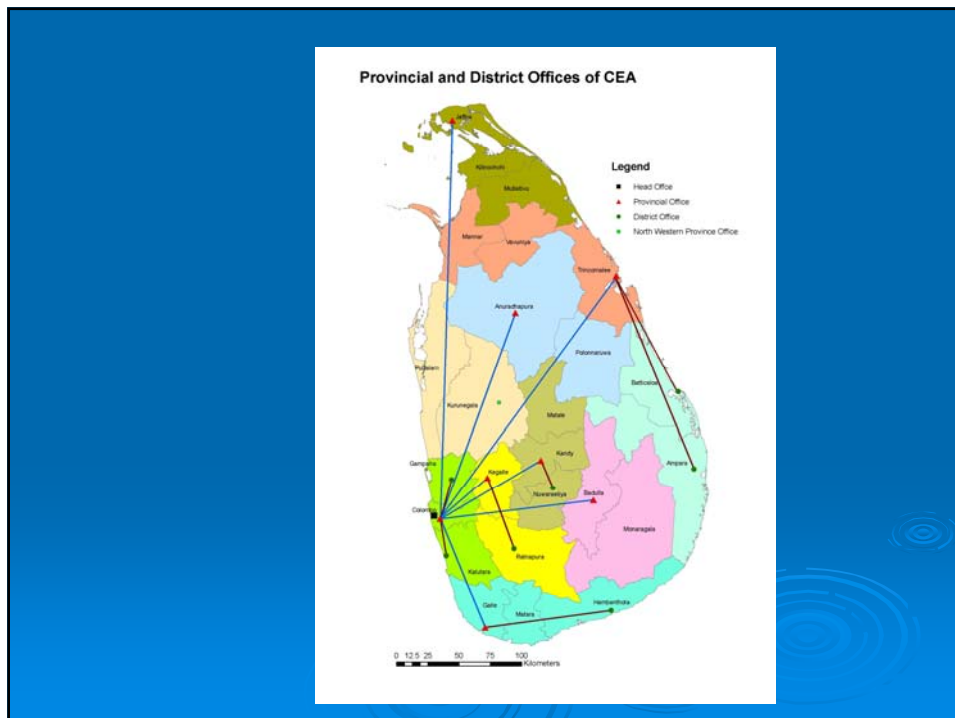 Provincial and District Offices of CEA
Jaffna
Kilinochchi
Mullaitivu
Legend
Head Offce
Provincial Office
District Office
North Western Province Office
Mannar
Vavuniya
Trincomalee
Anuradhapura
Polonnaruwa
Puttalam
Batticaloa
Kurunegala
Matale
Gampaha
Kandy
Ampara
Kegalle
Nuwaraeliya
Badulla
Colombo
Monaragala
Ratnapura
Kalutara
Galle
Matara
Hambanthota
0 12.5 25 50 75 100
Kilometers